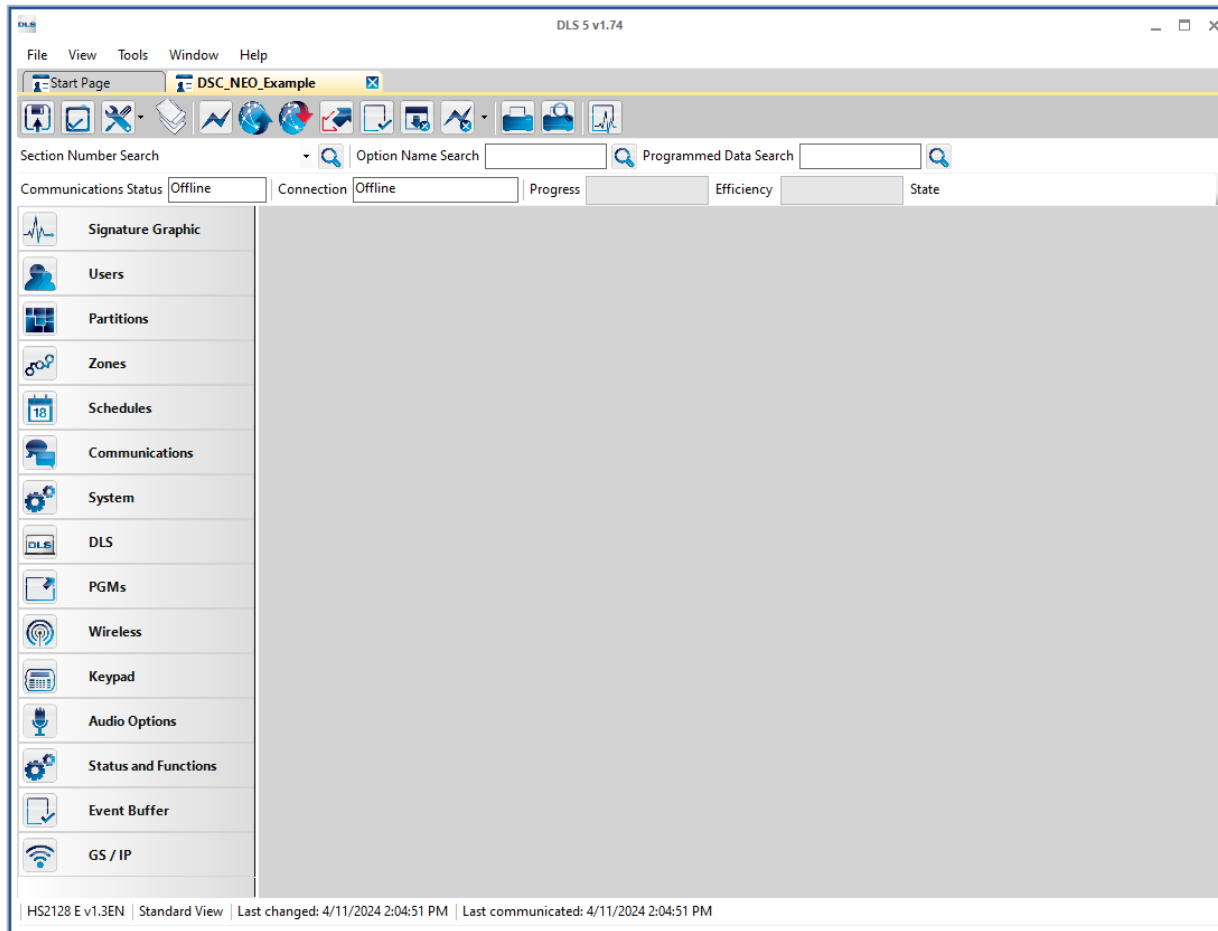 DLS DLS 5 v1.74
File View Tools Window Help
Start Page DSC_NEO_Example
Section Number Search Option Name Search Programmed Data Search
Communications Status Offline Connection Offline Progress Efficiency State
Signature Graphic
Users
Partitions
Zones
18 Schedules
Communications
System
DLS DLS
PGMs
Wireless
Keypad
Audio Options
Status and Functions
Event Buffer
GS / IP
HS2128 E v1.3EN Standard View Last changed: 4/11/2024 2:04:51 PM Last communicated: 4/11/2024 2:04:51 PM